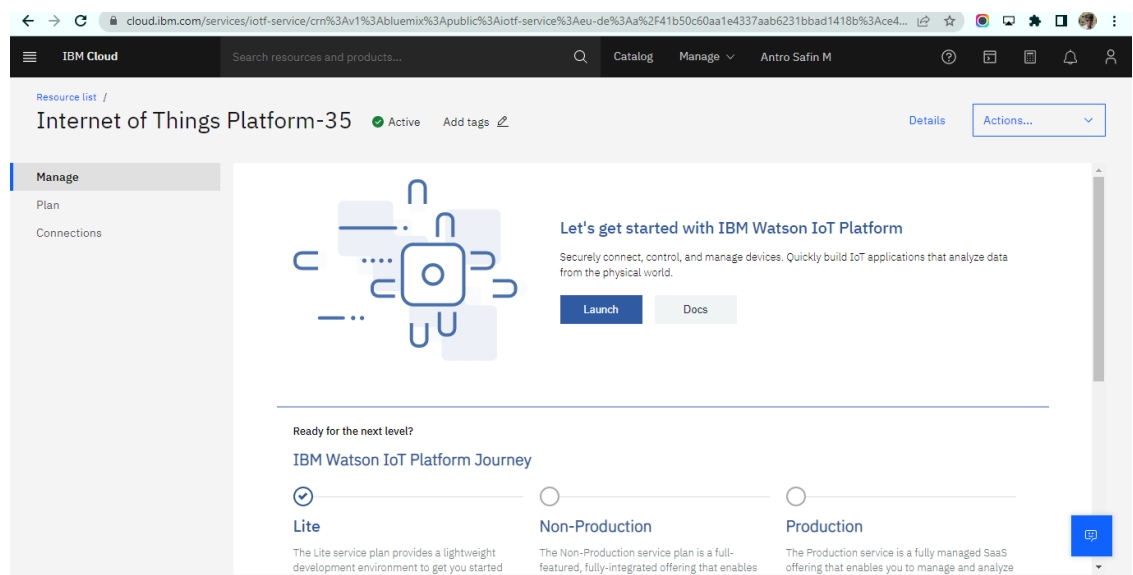 cloud.ibm.com/services/iotf-service/crn%3Av1%3Abluemix%3Apublic%3Aiotf-service%3Aeu-de%3Aa%2F41b50c60aa1e4337aab6231bbad1418b%3Ace4...
IBM Cloud
Search resources and products...
Catalog
Manage
Antro Safin M
Resource list /
Internet of Things Platform-35
Active
Add tags
Details
Actions...
Manage
Plan
Connections
Let's get started with IBM Watson IoT Platform
Securely connect, control, and manage devices. Quickly build IoT applications that analyze data
from the physical world.
Launch
Docs
Ready for the next level?
IBM Watson IoT Platform Journey
Lite
Non-Production
Production
The Lite service plan provides a lightweight
development environment to get you started
The Non-Production service plan is a full-
featured, fully-integrated offering that enables
The Production service is a fully managed SaaS
offering that enables you to manage and analyze